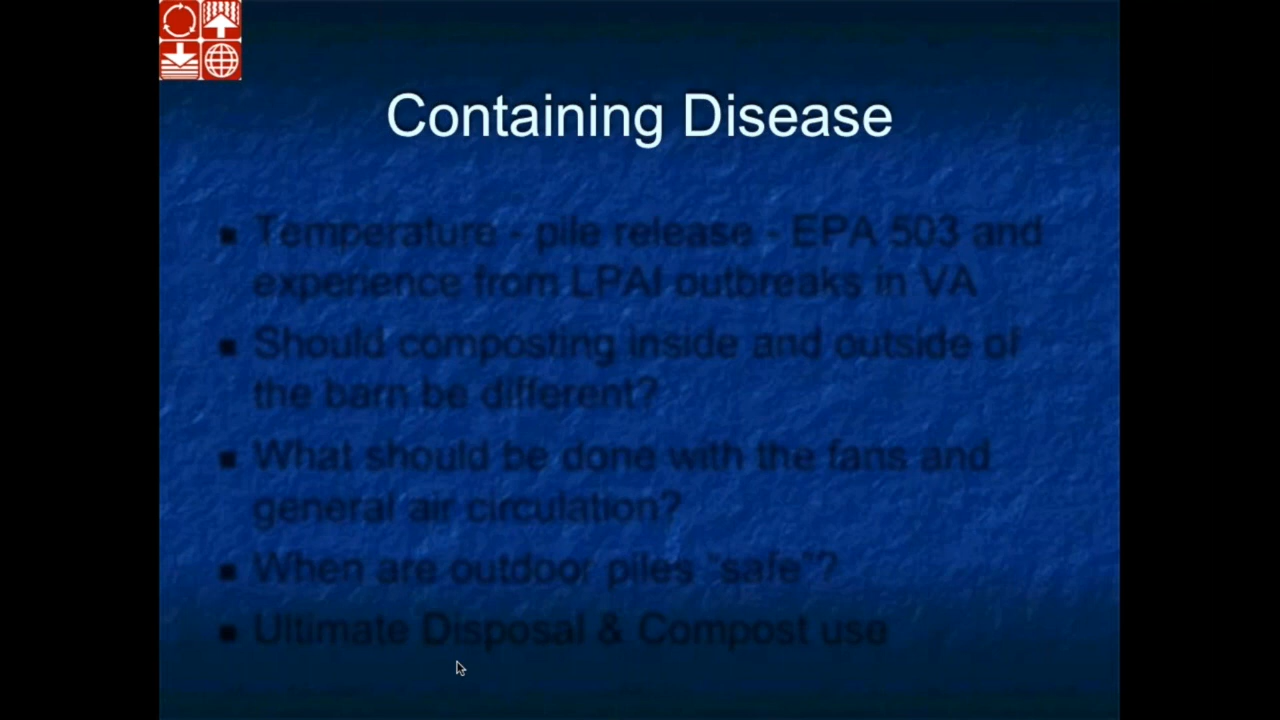 Containing Disease
Temperature - pile release - EPA 503 and
experience from LPAI outbreaks in VA
Should composting inside and outside of
the barn be different?
What should be done with the fans and
general air circulation?
When are outdoor piles "safe"?
Ultimate Disposal & Compost use